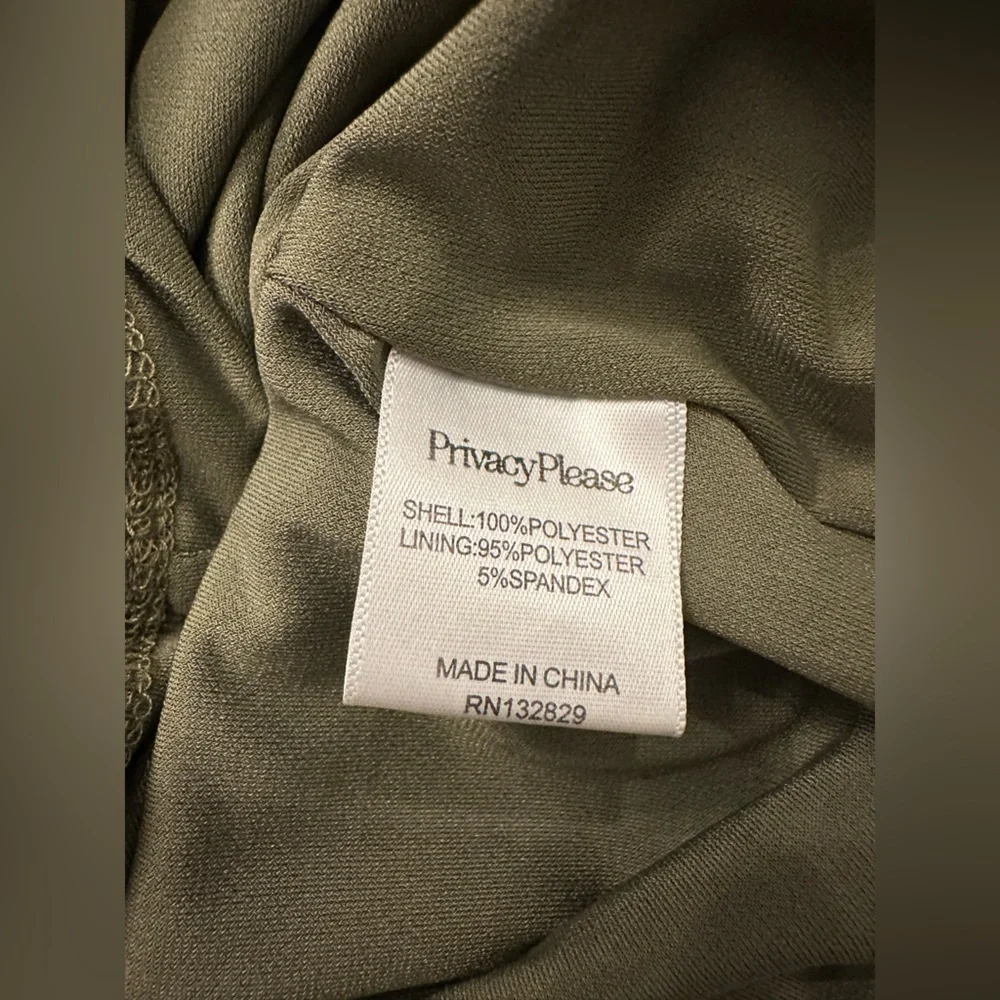 PrivacyPlease
SHELL:100%POLYESTER
LINING:95%POLYESTER
5%SPANDEX
MADE IN CHINA
RN132829